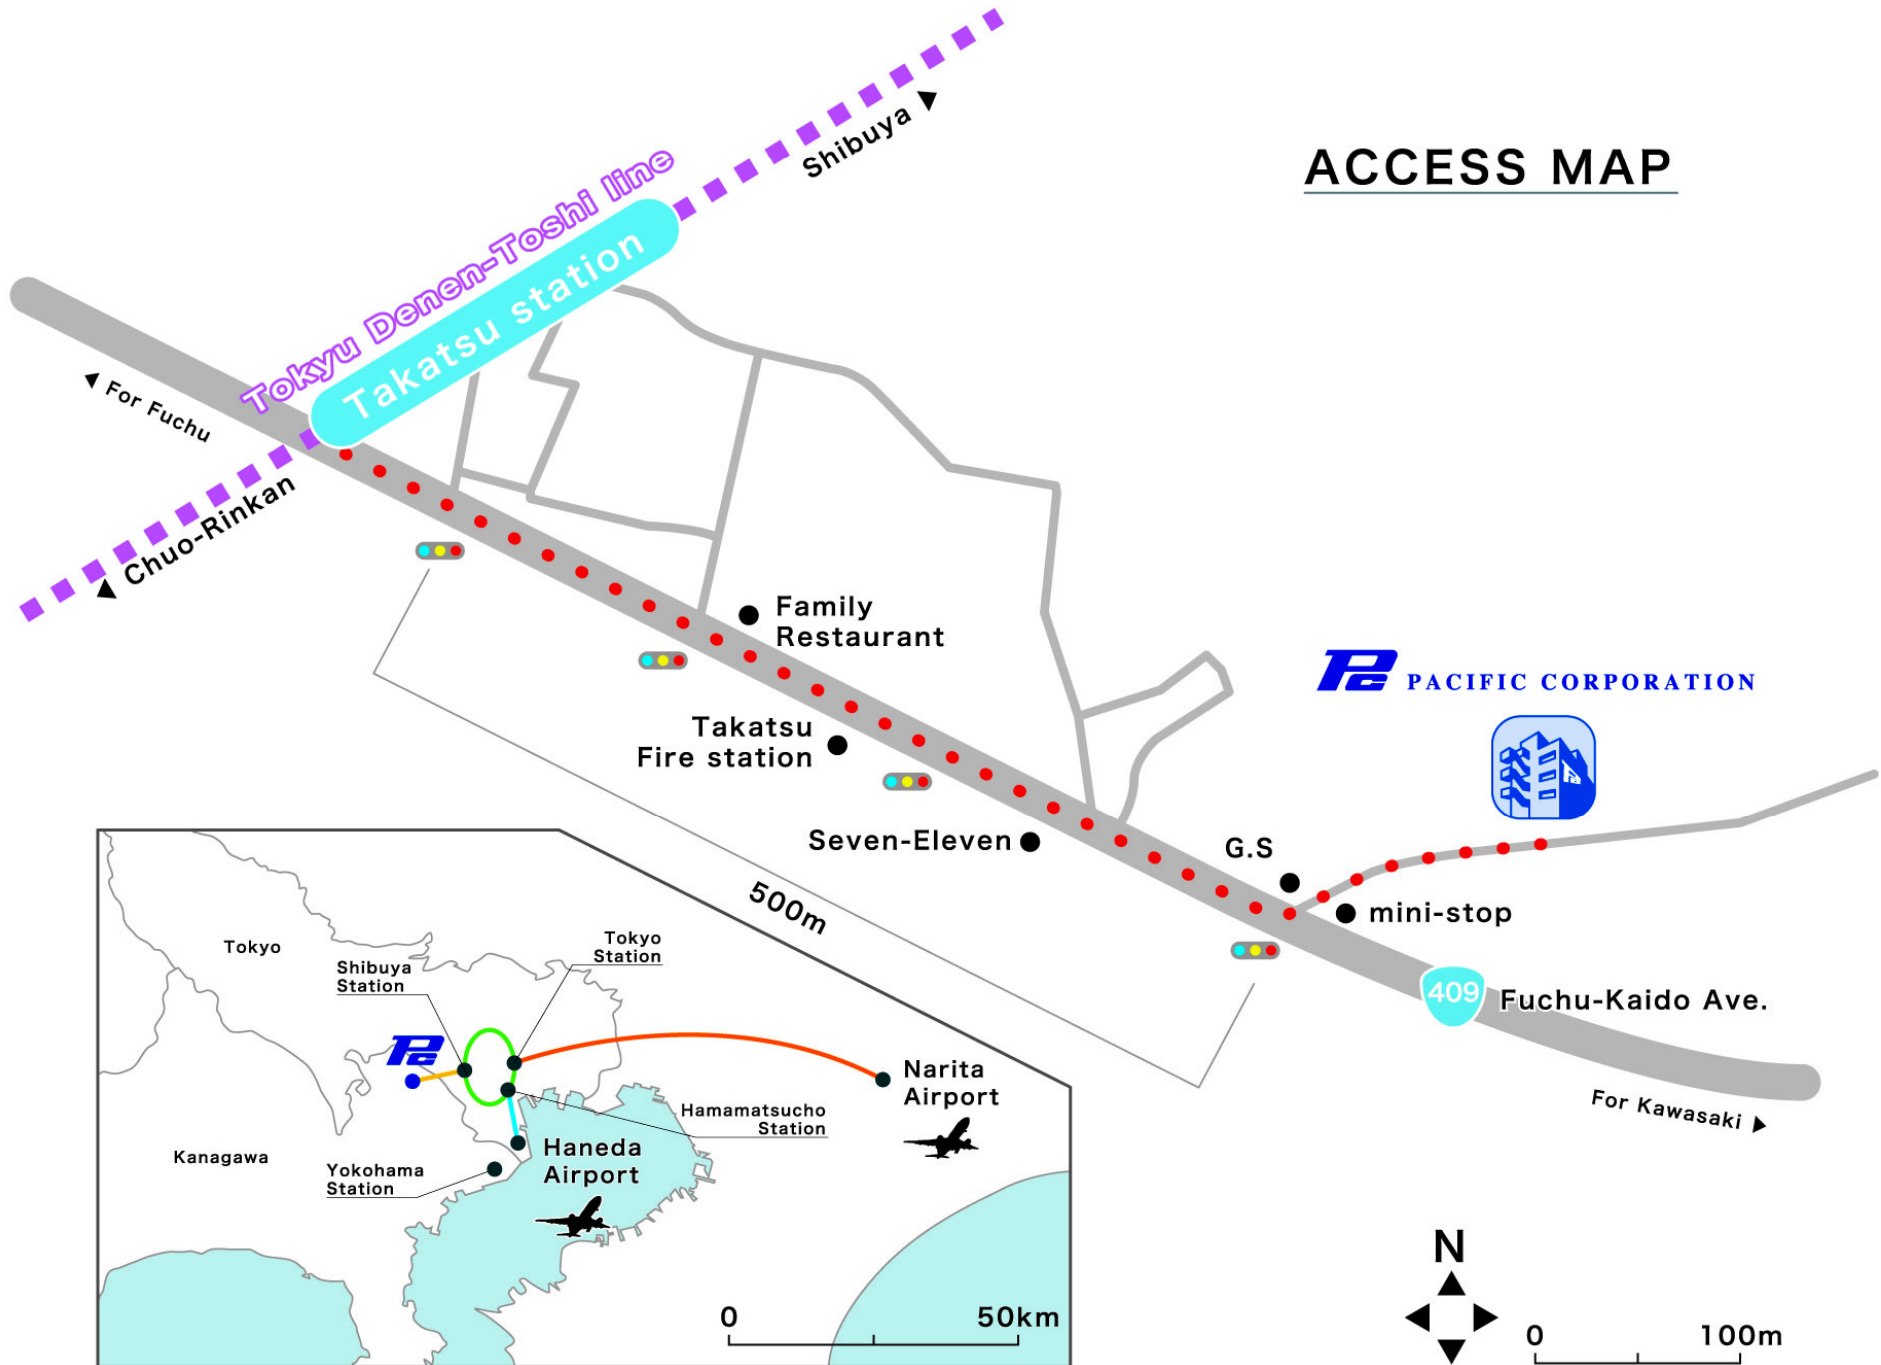 ACCESS MAP
Shibuya
Tokyu Denen-Toshi line
Takatsu station
For Fuchu
Chuo-Rinkan
Family
Restaurant
PACIFIC CORPORATION
Takatsu
Fire station
Seven-Eleven
G.S
mini-stop
500m
409
Fuchu-Kaido Ave.
For Kawasaki
Tokyo
Tokyo
Station
Shibuya
Station
Narita
Airport
Hamamatsucho
Station
Haneda
Airport
Kanagawa
Yokohama
Station
0
50km
N
0
100m